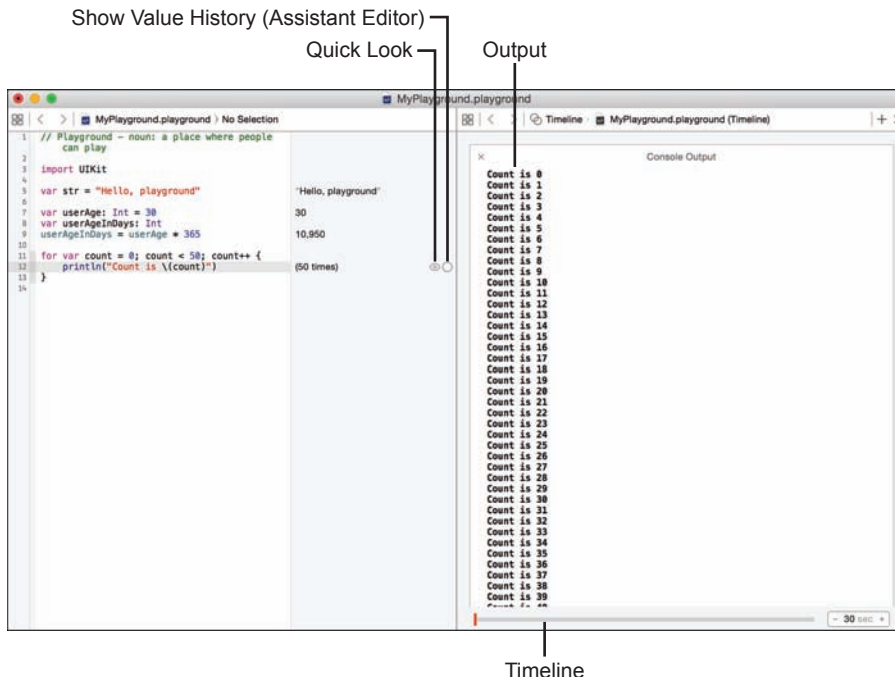 Show Value History (Assistant Editor)
Quick Look
Output
MyPlayground.playground
MyPlayground.playground 〉 No Selection
Timeline 〉 MyPlayground.playground (Timeline)
1 // Playground – noun: a place where people
can play
2
3 import UIKit
4
5 var str = "Hello, playground"
"Hello, playground"
6
7 var userAge: Int = 30
30
8 var userAgeInDays: Int
9 userAgeInDays = userAge * 365
10,950
10
11 for var count = 0; count < 50; count++ {
12 println("Count is \(count)")
(50 times)
13 }
14
Console Output
Count is 0
Count is 1
Count is 2
Count is 3
Count is 4
Count is 5
Count is 6
Count is 7
Count is 8
Count is 9
Count is 10
Count is 11
Count is 12
Count is 13
Count is 14
Count is 15
Count is 16
Count is 17
Count is 18
Count is 19
Count is 20
Count is 21
Count is 22
Count is 23
Count is 24
Count is 25
Count is 26
Count is 27
Count is 28
Count is 29
Count is 30
Count is 31
Count is 32
Count is 33
Count is 34
Count is 35
Count is 36
Count is 37
Count is 38
Count is 39
- 30 sec +
Timeline